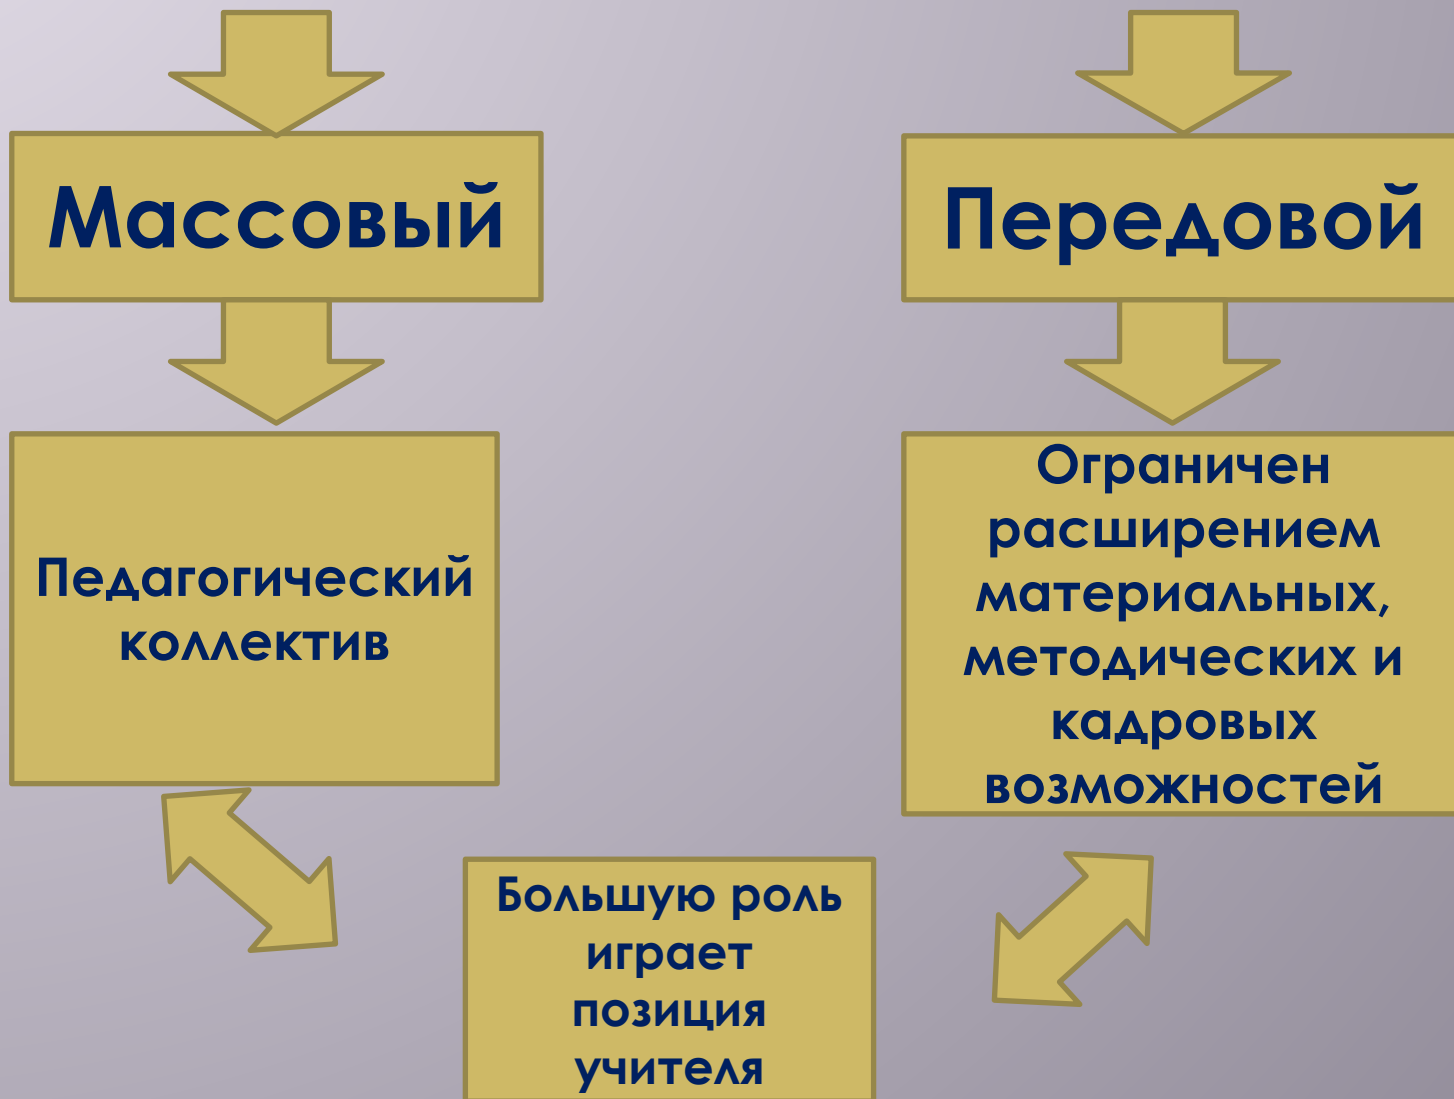 Массовый
Передовой
Педагогический
коллектив
Ограничен
расширением
материальных,
методических и
кадровых
возможностей
Большую роль
играет
позиция
учителя